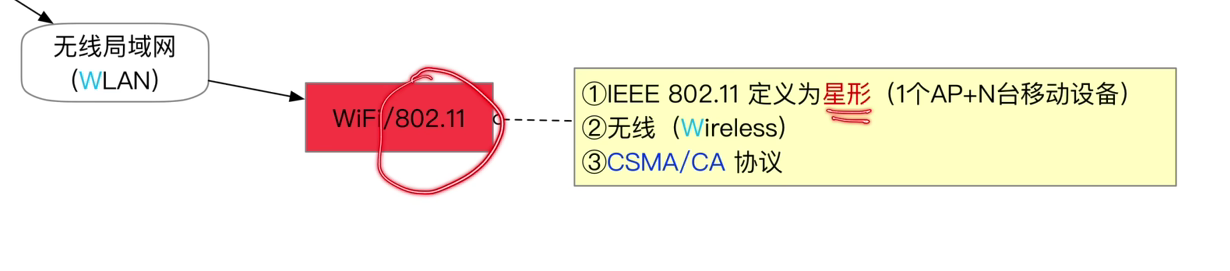 无线局域网
（WLAN）
WiFi/802.11
①IEEE 802.11 定义为星形（1个AP+N台移动设备）
②无线（Wireless）
③CSMA/CA 协议